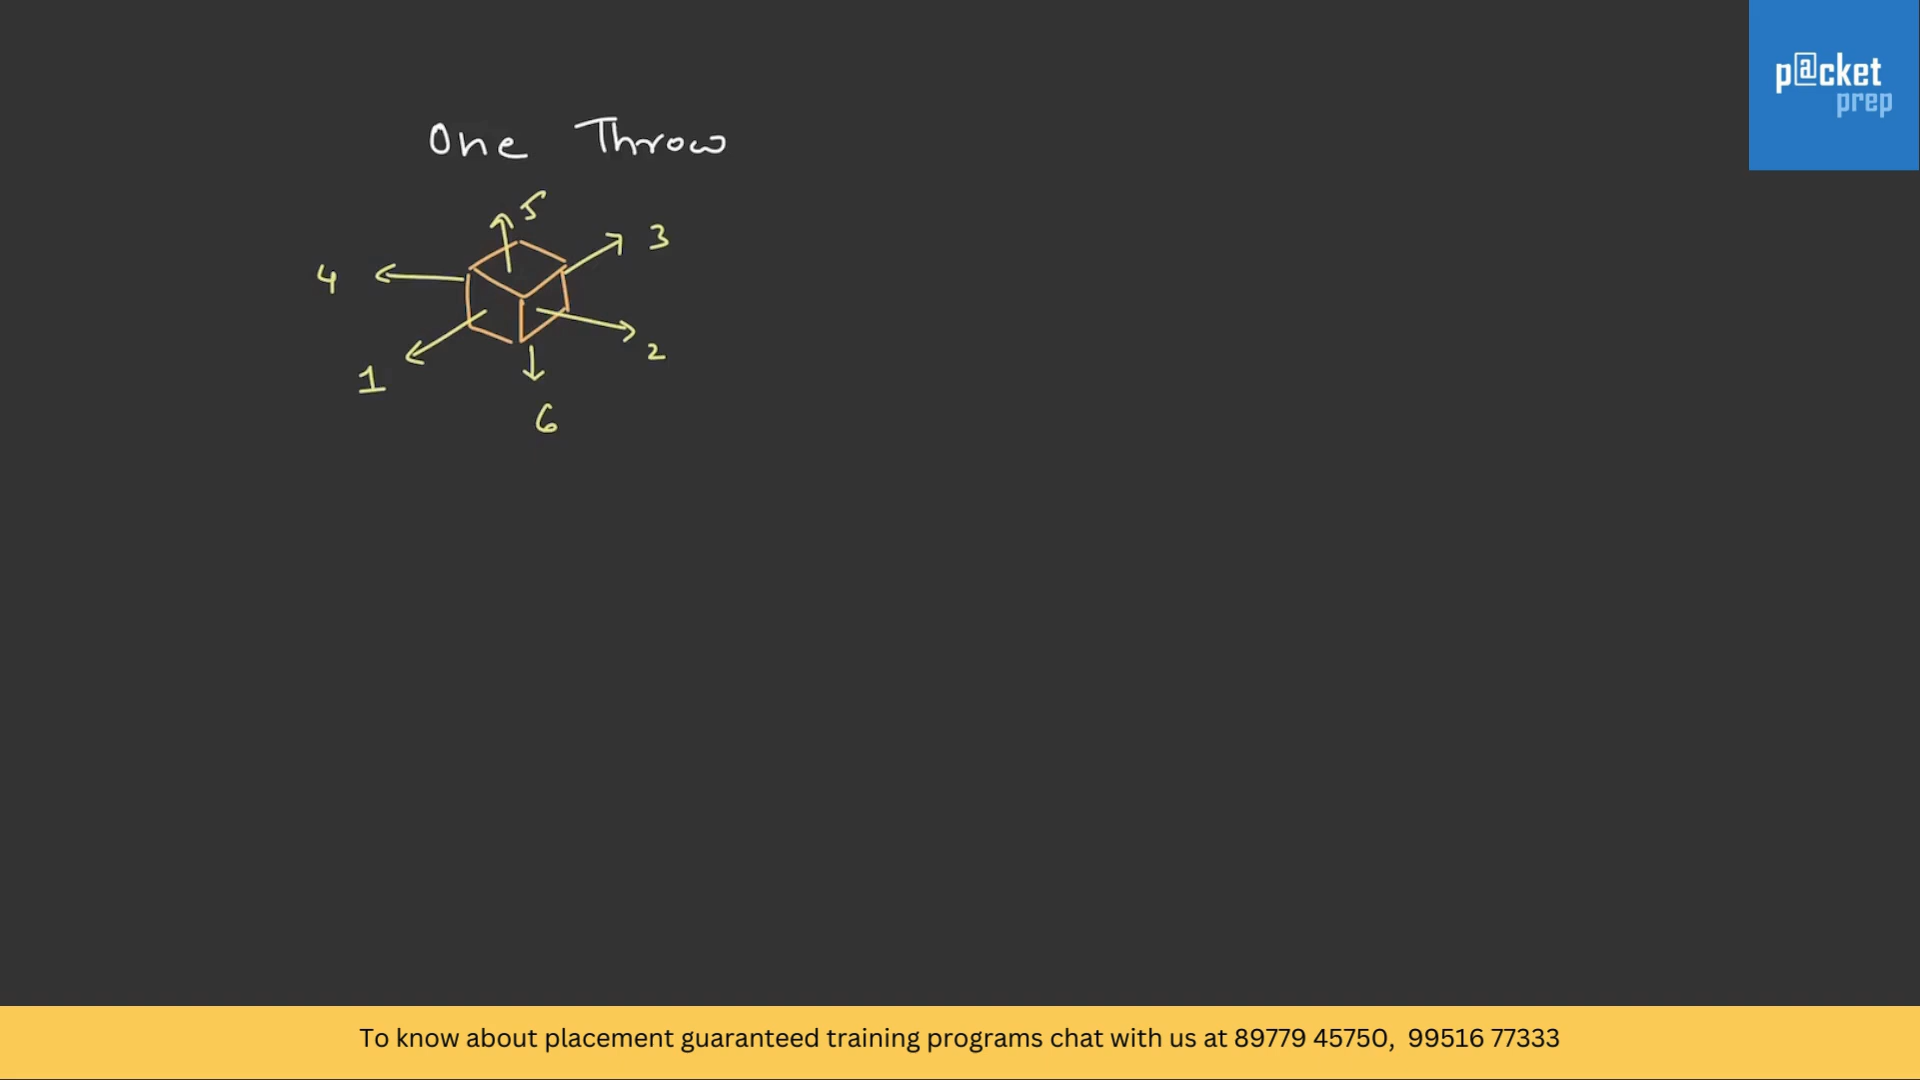 p@cket
prep
One Throw
5
3
4
2
1
6
To know about placement guaranteed training programs chat with us at 89779 45750, 99516 77333